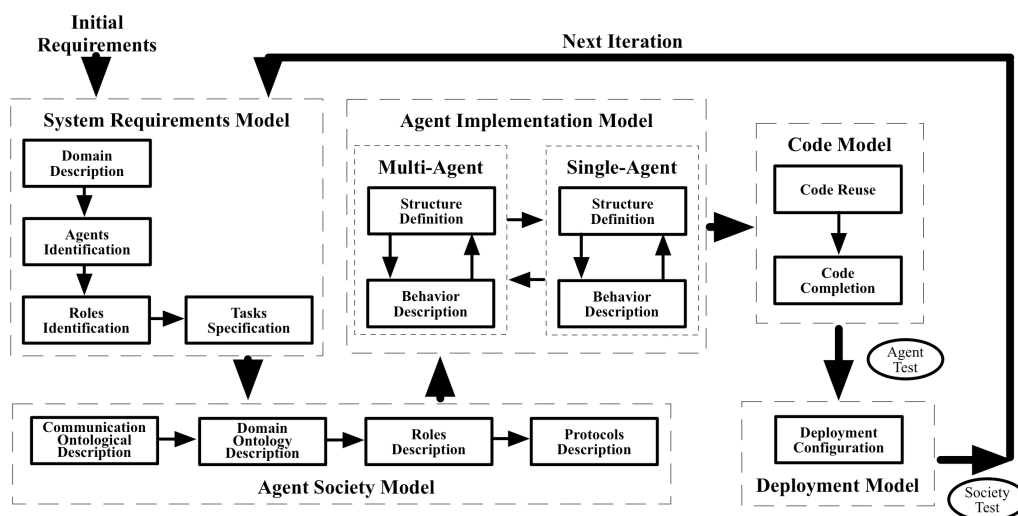 Initial
Requirements
Next Iteration
System Requirements Model
Domain
Description
Agents
Identification
Roles
Identification
Tasks
Specification
Agent Implementation Model
Multi-Agent
Structure
Definition
Behavior
Description
Single-Agent
Structure
Definition
Behavior
Description
Code Model
Code Reuse
Code
Completion
Agent
Test
Communication
Ontological
Description
Domain
Ontology
Description
Roles
Description
Protocols
Description
Agent Society Model
Deployment
Configuration
Deployment Model
Society
Test